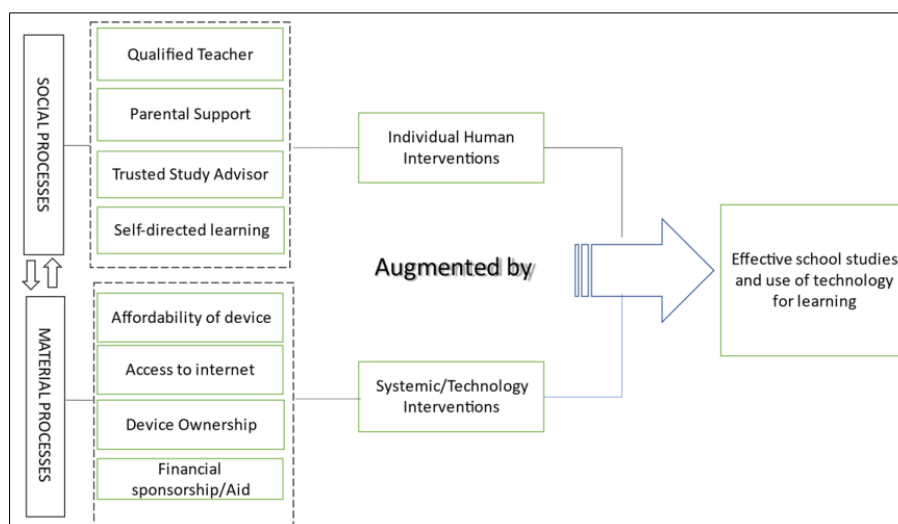 SOCIAL PROCESSES
Qualified Teacher
Parental Support
Trusted Study Advisor
Self-directed learning
Individual Human
Interventions
Augmented by
Effective school studies
and use of technology
for learning
MATERIAL PROCESSES
Affordability of device
Access to internet
Device Ownership
Financial
sponsorship/Aid
Systemic/Technology
Interventions